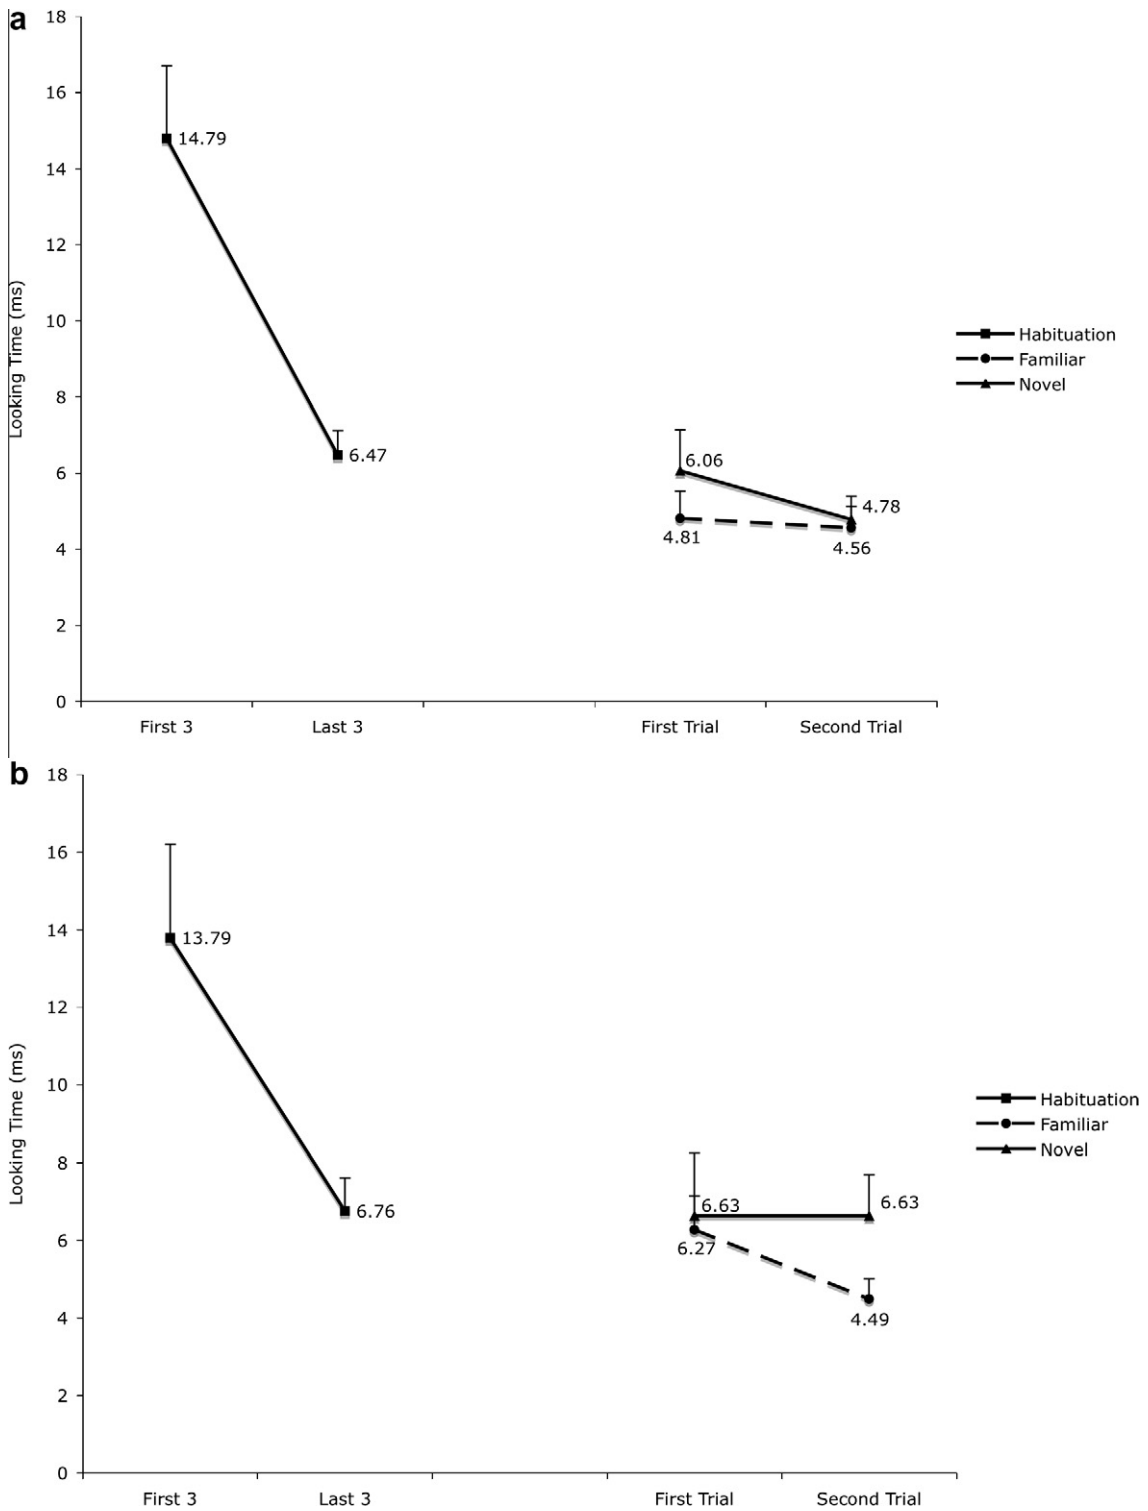 a
18
16
14
12
10
8
6
4
2
0
Looking Time (ms)
14.79
6.47
6.06
4.81
4.78
4.56
Habituation
Familiar
Novel
First 3
Last 3
First Trial
Second Trial
b
18
16
14
12
10
8
6
4
2
0
Looking Time (ms)
13.79
6.76
6.63
6.27
6.63
4.49
Habituation
Familiar
Novel
First 3
Last 3
First Trial
Second Trial